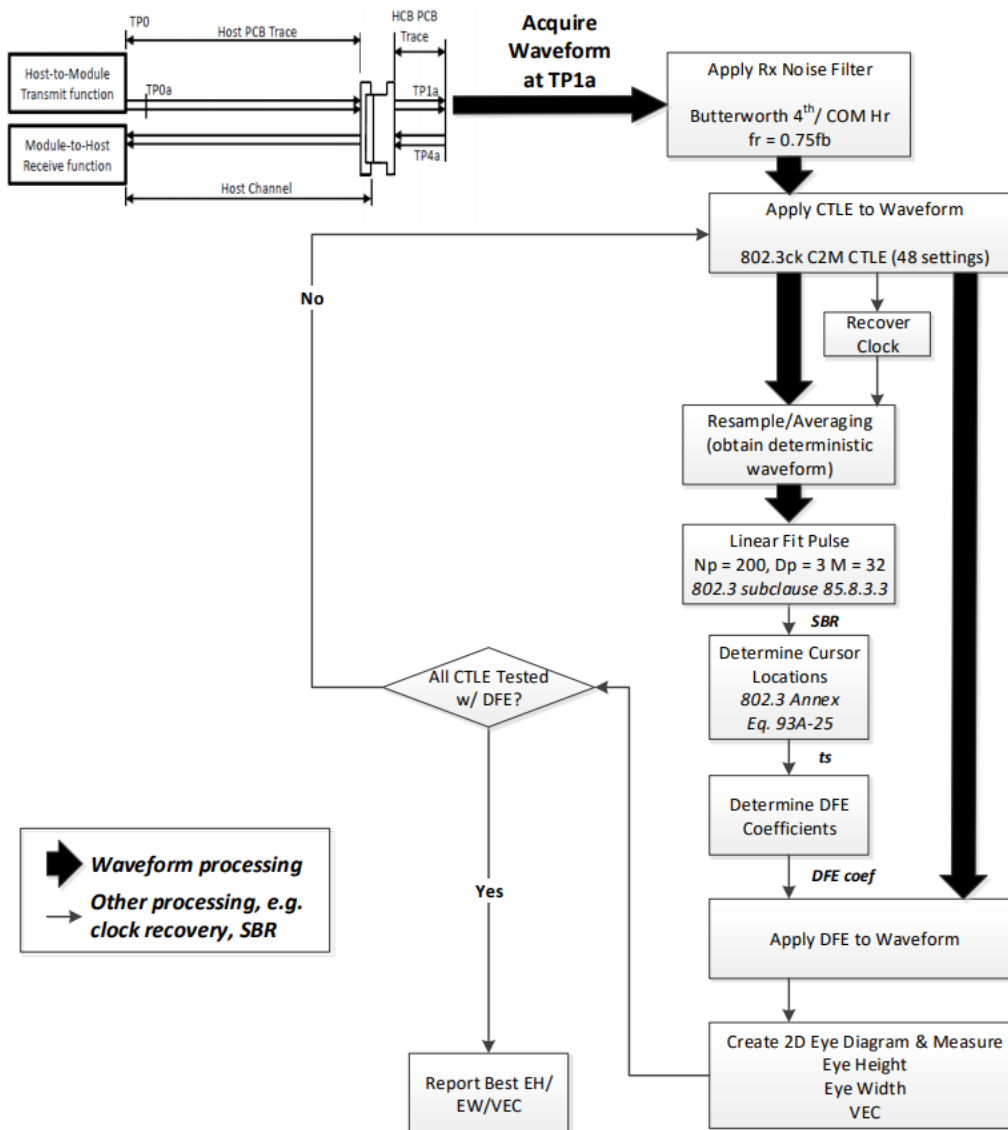 TP0
Host PCB Trace
HCB PCB
Trace
Host-to-Module
Transmit function
TP0a
TP1a
Module-to-Host
Receive function
TP4a
Host Channel
Acquire
Waveform
at TP1a
Apply Rx Noise Filter
Butterworth 4th/ COM Hr
fr = 0.75fb
Apply CTLE to Waveform
802.3ck C2M CTLE (48 settings)
No
Recover
Clock
Resample/Averaging
(obtain deterministic
waveform)
Linear Fit Pulse
Np = 200, Dp = 3 M = 32
802.3 subclause 85.8.3.3
SBR
Determine Cursor
Locations
802.3 Annex
Eq. 93A-25
All CTLE Tested
w/ DFE?
ts
Determine DFE
Coefficients
DFE coef
Yes
Waveform processing
Other processing, e.g.
clock recovery, SBR
Apply DFE to Waveform
Create 2D Eye Diagram & Measure
Eye Height
Eye Width
VEC
Report Best EH/
EW/VEC